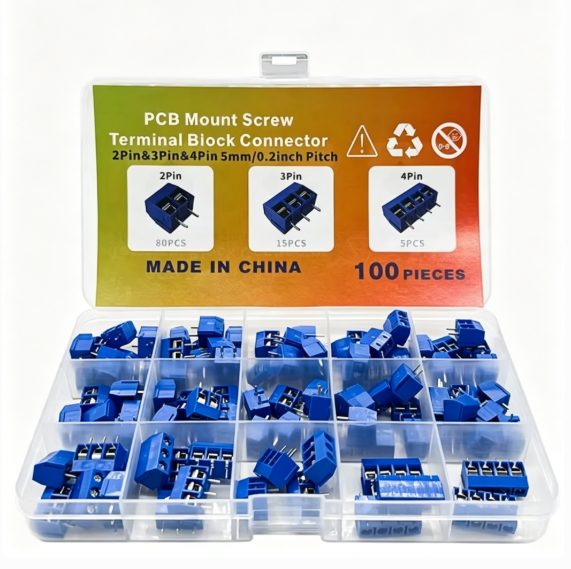 PCB Mount Screw
Terminal Block Connector
2Pin&3Pin&4Pin 5mm/0.2inch Pitch
2Pin
80PCS
3Pin
15PCS
4Pin
5PCS
MADE IN CHINA
100 PIECES